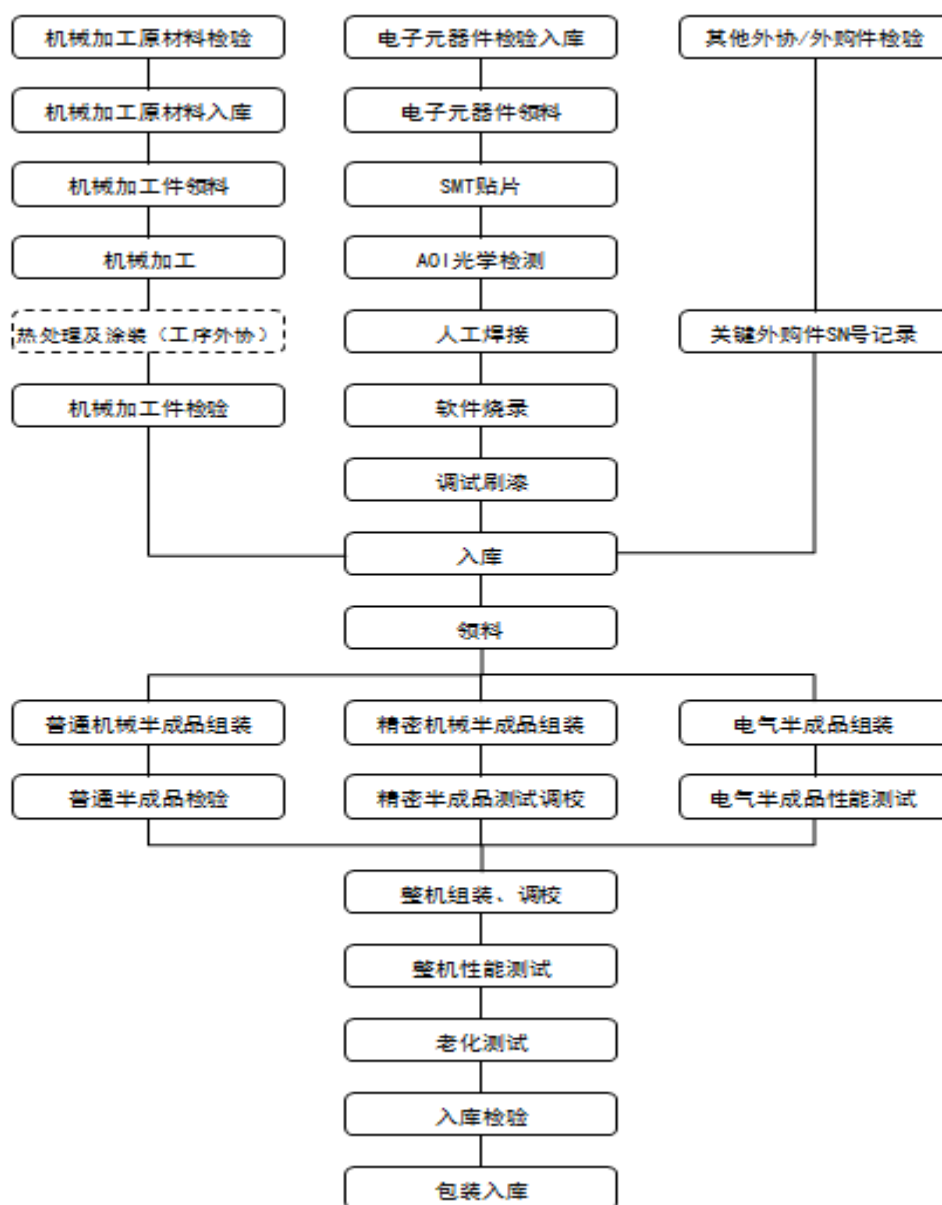 机械加工原材料检验
电子元器件检验入库
其他外协/外购件检验
机械加工原材料入库
电子元器件领料
机械加工件领料
SMT贴片
机械加工
AOI光学检测
热处理及涂装（工序外协）
人工焊接
关键外购件SN号记录
机械加工件检验
软件烧录
调试刷漆
入库
领料
普通机械半成品组装
精密机械半成品组装
电气半成品组装
普通半成品检验
精密半成品测试调校
电气半成品性能测试
整机组装、调校
整机性能测试
老化测试
入库检验
包装入库